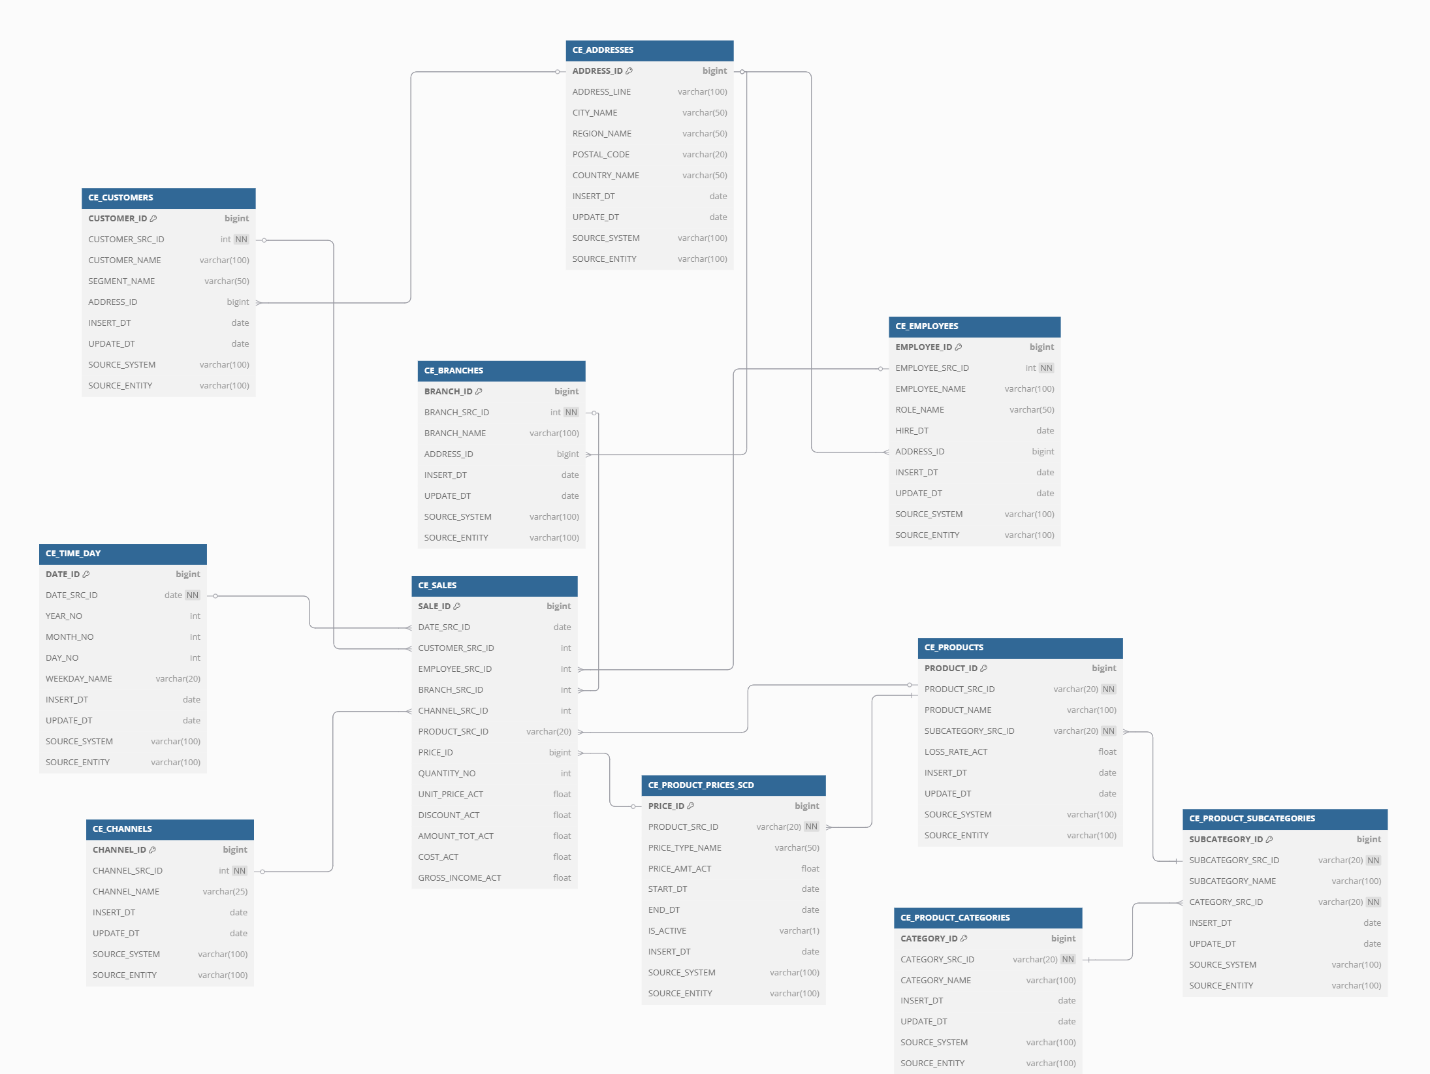 CE_ADDRESSES
ADDRESS_ID bigint
ADDRESS_LINE varchar(100)
CITY_NAME varchar(50)
REGION_NAME varchar(50)
POSTAL_CODE varchar(20)
COUNTRY_NAME varchar(50)
INSERT_DT date
UPDATE_DT date
SOURCE_SYSTEM varchar(100)
SOURCE_ENTITY varchar(100)
CE_CUSTOMERS
CUSTOMER_ID bigint
CUSTOMER_SRC_ID int NN
CUSTOMER_NAME varchar(100)
SEGMENT_NAME varchar(50)
ADDRESS_ID bigint
INSERT_DT date
UPDATE_DT date
SOURCE_SYSTEM varchar(100)
SOURCE_ENTITY varchar(100)
CE_EMPLOYEES
EMPLOYEE_ID bigint
EMPLOYEE_SRC_ID int NN
EMPLOYEE_NAME varchar(100)
ROLE_NAME varchar(50)
HIRE_DT date
ADDRESS_ID bigint
INSERT_DT date
UPDATE_DT date
SOURCE_SYSTEM varchar(100)
SOURCE_ENTITY varchar(100)
CE_BRANCHES
BRANCH_ID bigint
BRANCH_SRC_ID int NN
BRANCH_NAME varchar(100)
ADDRESS_ID bigint
INSERT_DT date
UPDATE_DT date
SOURCE_SYSTEM varchar(100)
SOURCE_ENTITY varchar(100)
CE_TIME_DAY
DATE_ID bigint
DATE_SRC_ID date NN
YEAR_NO int
MONTH_NO int
DAY_NO int
WEEKDAY_NAME varchar(20)
INSERT_DT date
UPDATE_DT date
SOURCE_SYSTEM varchar(100)
SOURCE_ENTITY varchar(100)
CE_SALES
SALE_ID bigint
DATE_SRC_ID date
CUSTOMER_SRC_ID int
EMPLOYEE_SRC_ID int
BRANCH_SRC_ID int
CHANNEL_SRC_ID int
PRODUCT_SRC_ID varchar(20)
PRICE_ID bigint
QUANTITY_NO int
UNIT_PRICE_ACT float
DISCOUNT_ACT float
AMOUNT_TOT_ACT float
COST_ACT float
GROSS_INCOME_ACT float
CE_PRODUCTS
PRODUCT_ID bigint
PRODUCT_SRC_ID varchar(20) NN
PRODUCT_NAME varchar(100)
SUBCATEGORY_SRC_ID varchar(20) NN
LOSS_RATE_ACT float
INSERT_DT date
UPDATE_DT date
SOURCE_SYSTEM varchar(100)
SOURCE_ENTITY varchar(100)
CE_PRODUCT_PRICES_SCD
PRICE_ID bigint
PRODUCT_SRC_ID varchar(20) NN
PRICE_TYPE_NAME varchar(50)
PRICE_AMT_ACT float
START_DT date
END_DT date
IS_ACTIVE varchar(1)
INSERT_DT date
SOURCE_SYSTEM varchar(100)
SOURCE_ENTITY varchar(100)
CE_CHANNELS
CHANNEL_ID bigint
CHANNEL_SRC_ID int NN
CHANNEL_NAME varchar(25)
INSERT_DT date
UPDATE_DT date
SOURCE_SYSTEM varchar(100)
SOURCE_ENTITY varchar(100)
CE_PRODUCT_SUBCATEGORIES
SUBCATEGORY_ID bigint
SUBCATEGORY_SRC_ID varchar(20) NN
SUBCATEGORY_NAME varchar(100)
CATEGORY_SRC_ID varchar(20) NN
INSERT_DT date
UPDATE_DT date
SOURCE_SYSTEM varchar(100)
SOURCE_ENTITY varchar(100)
CE_PRODUCT_CATEGORIES
CATEGORY_ID bigint
CATEGORY_SRC_ID varchar(20) NN
CATEGORY_NAME varchar(100)
INSERT_DT date
UPDATE_DT date
SOURCE_SYSTEM varchar(100)
SOURCE_ENTITY varchar(100)